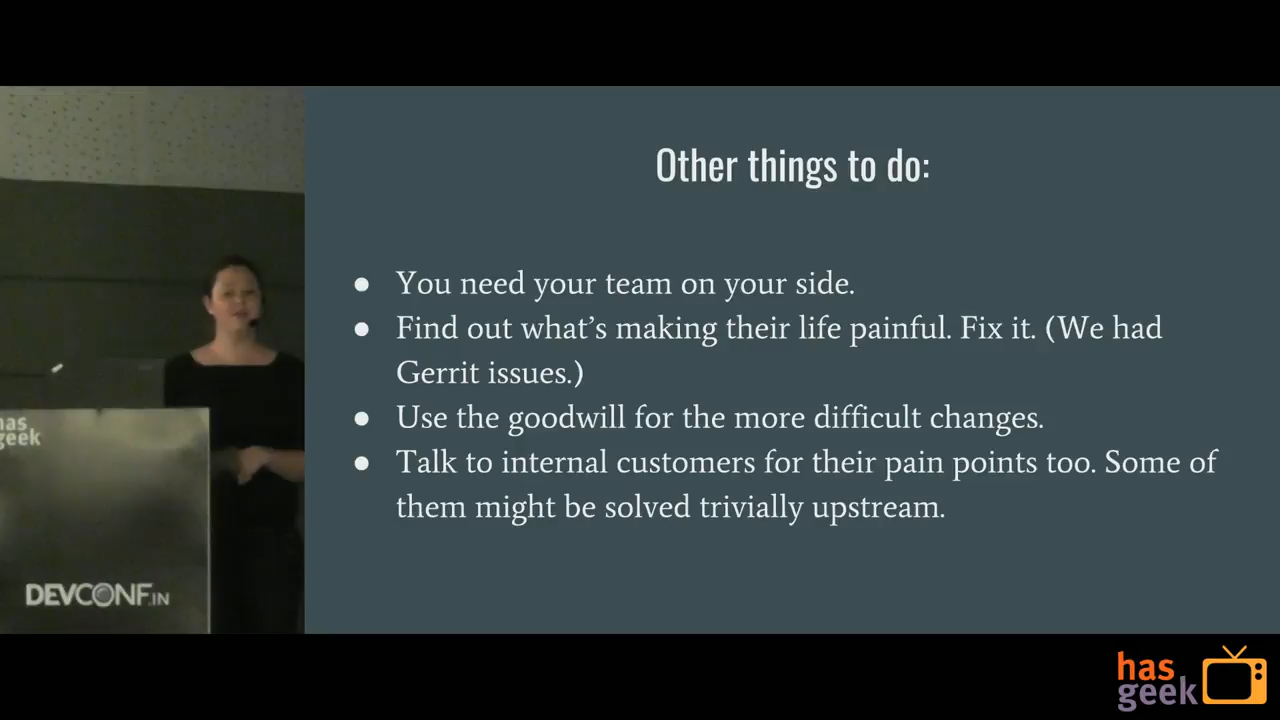 Other things to do:
● You need your team on your side.
● Find out what's making their life painful. Fix it. (We had
Gerrit issues.)
● Use the goodwill for the more difficult changes.
● Talk to internal customers for their pain points too. Some of
them might be solved trivially upstream.
has
geek
DEVCONF.IN
has
geek